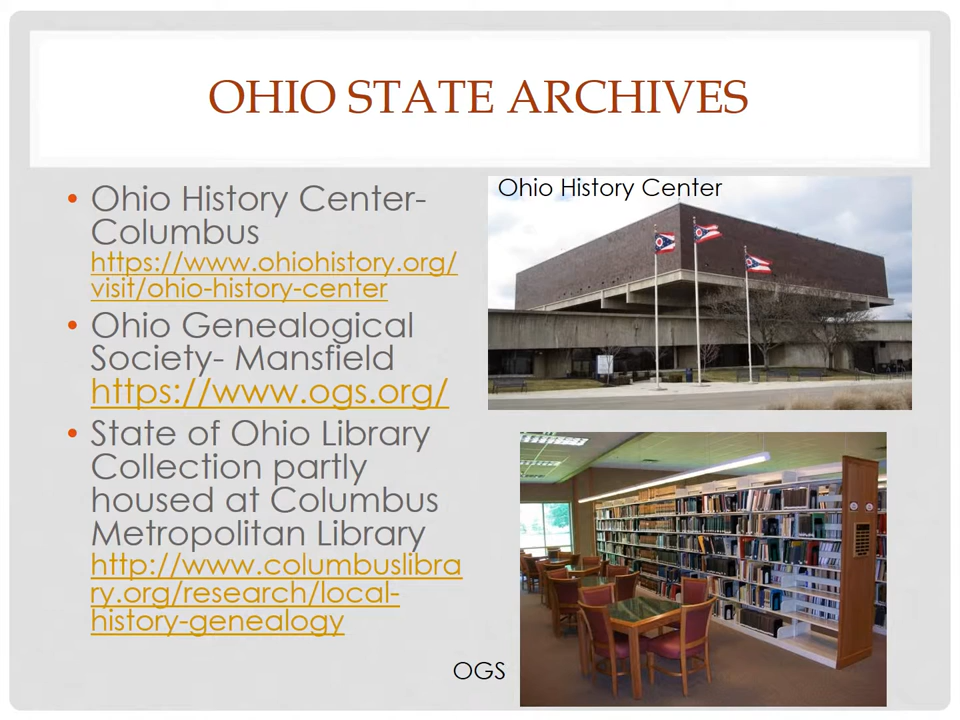 OHIO STATE ARCHIVES
• Ohio History Center-
Columbus
https://www.ohiohistory.org/
visit/ohio-history-center
• Ohio Genealogical
Society- Mansfield
https://www.ogs.org/
• State of Ohio Library
Collection partly
housed at Columbus
Metropolitan Library
http://www.columbuslibra
ry.org/research/local-
history-genealogy
Ohio History Center
OGS